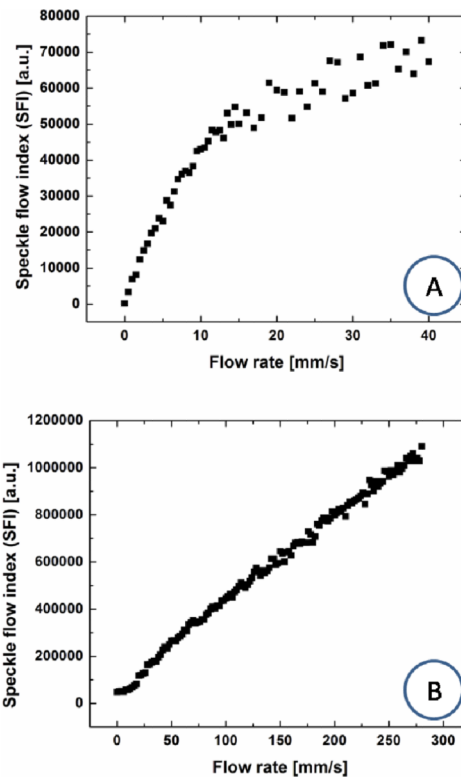 80000
70000
60000
50000
40000
30000
20000
10000
0
Speckle flow index (SFI) [a.u.]
0 10 20 30 40
Flow rate [mm/s]
A
1200000
1000000
800000
600000
400000
200000
0
Speckle flow index (SFI) [a.u.]
0 50 100 150 200 250 300
Flow rate [mm/s]
B